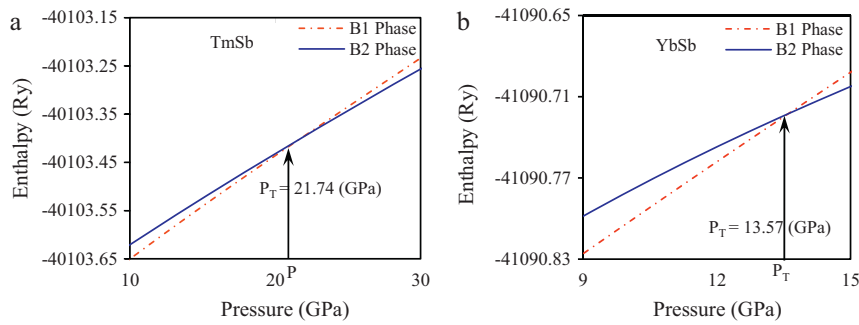 a
TmSb
B1 Phase
B2 Phase
-40103.15
-40103.25
-40103.35
-40103.45
-40103.55
-40103.65
Enthalpy (Ry)
P_T = 21.74 (GPa)
10
20
P
30
Pressure (GPa)
b
YbSb
B1 Phase
B2 Phase
-41090.65
-41090.71
-41090.77
-41090.83
Enthalpy (Ry)
P_T = 13.57 (GPa)
9
12
P_T
15
Pressure (GPa)